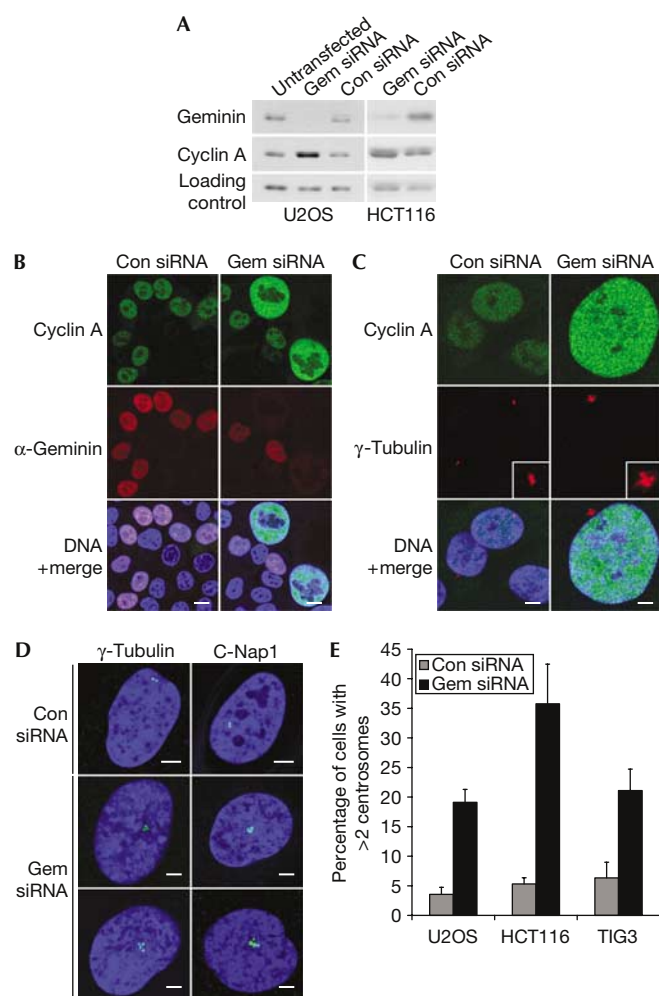 A
Untransfected
Gem siRNA
Con siRNA
Gem siRNA
Con siRNA
Geminin
Cyclin A
Loading
control
U2OS HCT116
B
Con siRNA Gem siRNA
Cyclin A
α-Geminin
DNA
+merge
C
Con siRNA Gem siRNA
Cyclin A
γ-Tubulin
DNA
+merge
D
γ-Tubulin C-Nap1
Con
siRNA
Gem
siRNA
E
Percentage of cells with
>2 centrosomes
45
40
35
30
25
20
15
10
5
0
Con siRNA
Gem siRNA
U2OS HCT116 TIG3